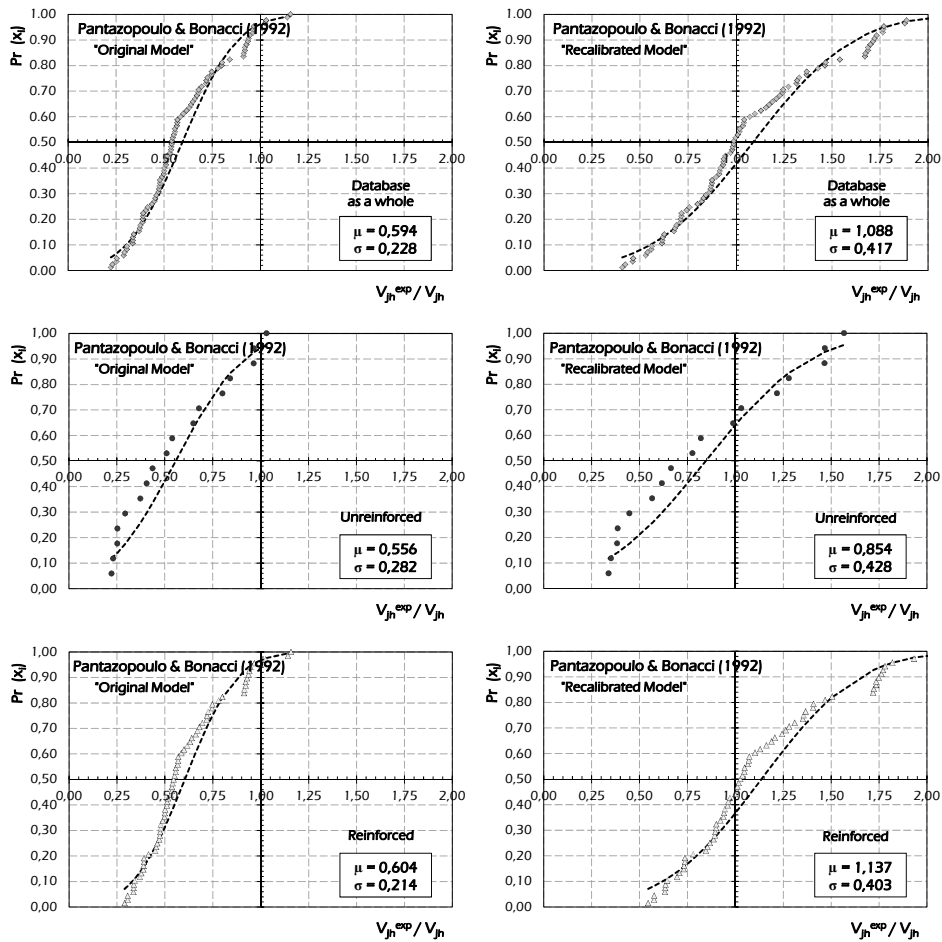 Pr (xᵢ)
1.00
0.90
0.80
0.70
0.60
0.50
0.40
0.30
0.20
0.10
0.00
Pantazopoulo & Bonacci (1992)
"Original Model"
0.00 0.25 0.50 0.75 1.00 1.25 1.50 1.75 2.00
Database
as a whole
μ = 0,594
σ = 0,228
Vjh^exp / Vjh
Pr (xᵢ)
1.00
0.90
0.80
0.70
0.60
0.50
0.40
0.30
0.20
0.10
0.00
Pantazopoulo & Bonacci (1992)
"Recalibrated Model"
0.00 0.25 0.50 0.75 1.00 1.25 1.50 1.75 2.00
Database
as a whole
μ = 1,088
σ = 0,417
Vjh^exp / Vjh
Pr (xᵢ)
1,00
0,90
0,80
0,70
0,60
0,50
0,40
0,30
0,20
0,10
0,00
Pantazopoulo & Bonacci (1992)
"Original Model"
0,00 0,25 0,50 0,75 1,00 1,25 1,50 1,75 2,00
Unreinforced
μ = 0,556
σ = 0,282
Vjh^exp / Vjh
Pr (xᵢ)
1,00
0,90
0,80
0,70
0,60
0,50
0,40
0,30
0,20
0,10
0,00
Pantazopoulo & Bonacci (1992)
"Recalibrated Model"
0,00 0,25 0,50 0,75 1,00 1,25 1,50 1,75 2,00
Unreinforced
μ = 0,854
σ = 0,428
Vjh^exp / Vjh
Pr (xᵢ)
1,00
0,90
0,80
0,70
0,60
0,50
0,40
0,30
0,20
0,10
0,00
Pantazopoulo & Bonacci (1992)
"Original Model"
0,00 0,25 0,50 0,75 1,00 1,25 1,50 1,75 2,00
Reinforced
μ = 0,604
σ = 0,214
Vjh^exp / Vjh
Pr (xᵢ)
1,00
0,90
0,80
0,70
0,60
0,50
0,40
0,30
0,20
0,10
0,00
Pantazopoulo & Bonacci (1992)
"Recalibrated Model"
0,00 0,25 0,50 0,75 1,00 1,25 1,50 1,75 2,00
Reinforced
μ = 1,137
σ = 0,403
Vjh^exp / Vjh